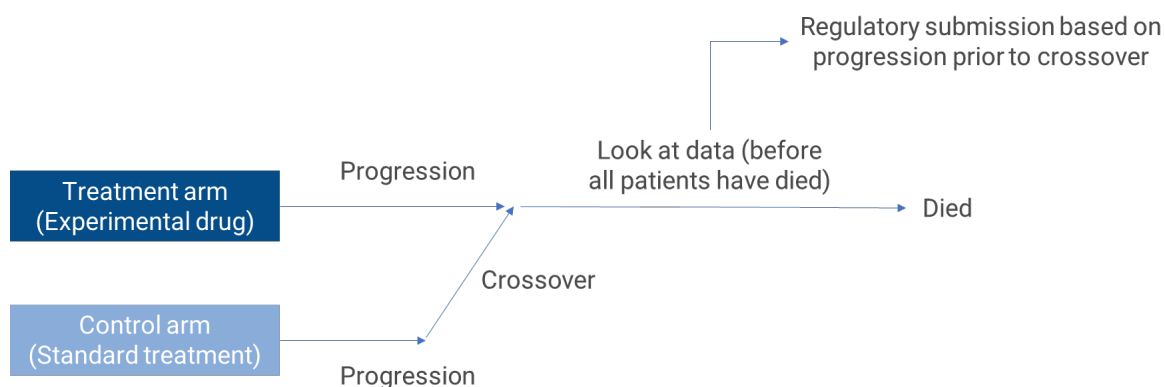 Regulatory submission based on
progression prior to crossover
Look at data (before
all patients have died)
Progression
Treatment arm
(Experimental drug)
Died
Crossover
Control arm
(Standard treatment)
Progression